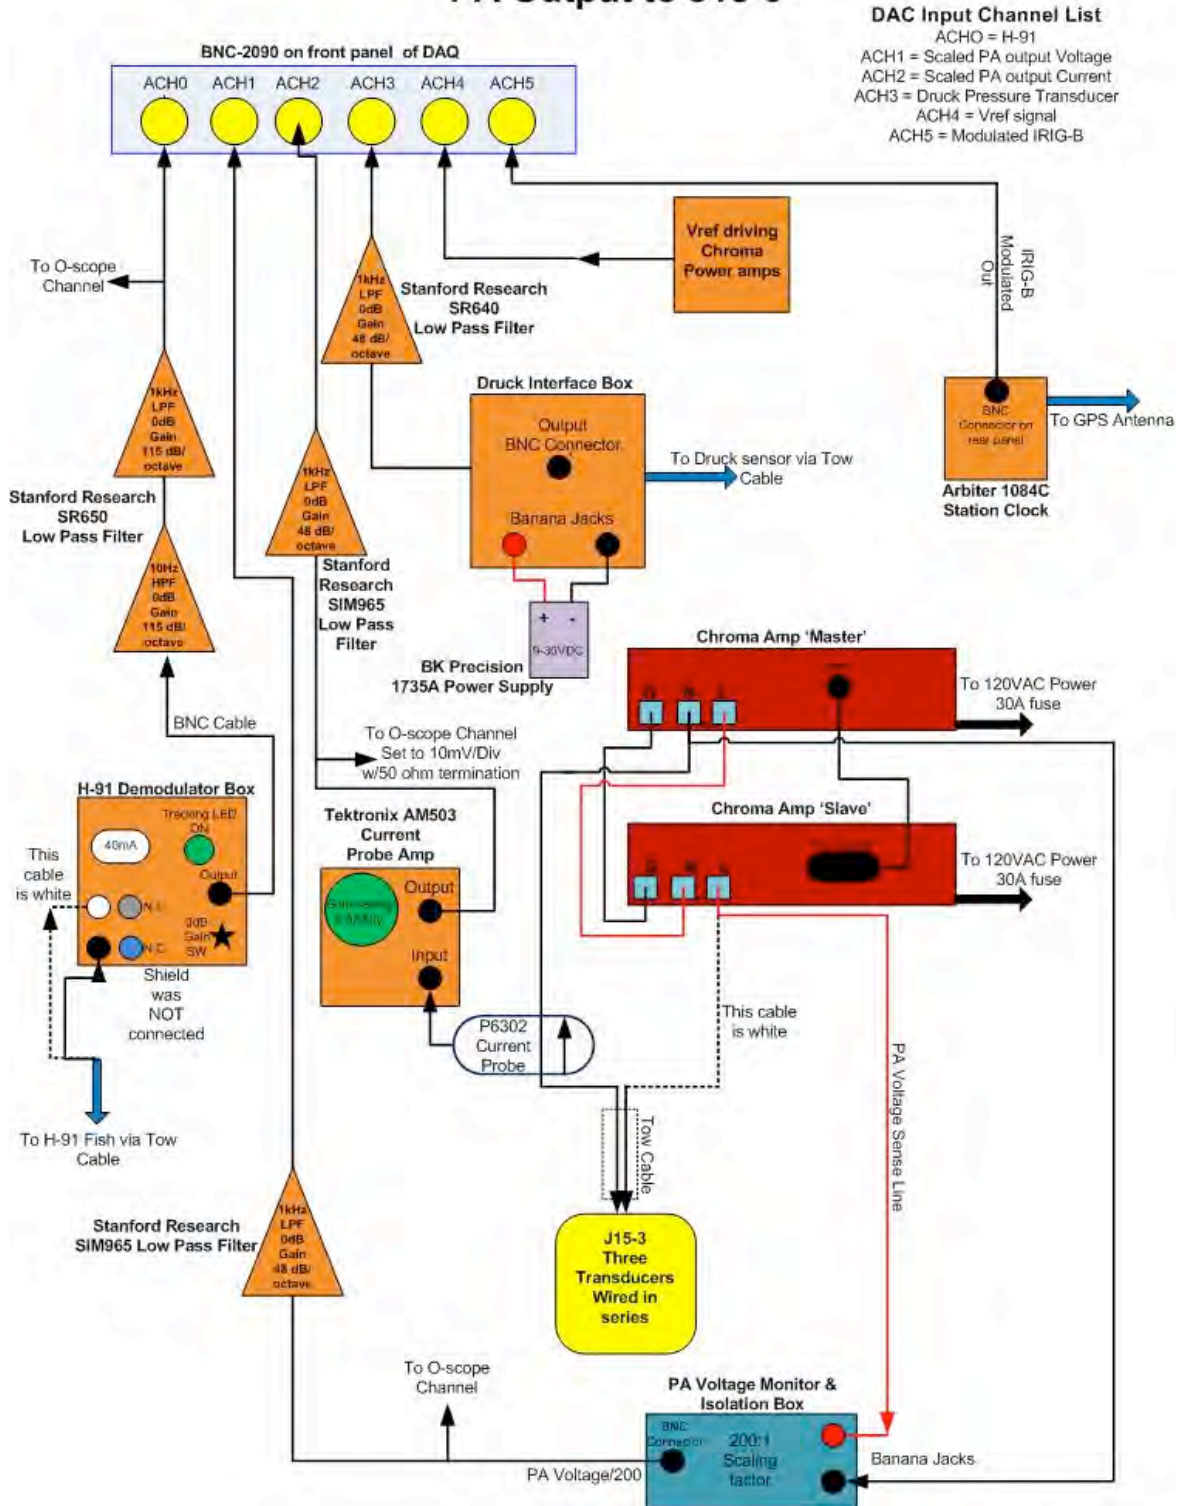 DAC Input Channel List
ACHO = H-91
ACH1 = Scaled PA output Voltage
ACH2 = Scaled PA output Current
ACH3 = Druck Pressure Transducer
ACH4 = Vref signal
ACH5 = Modulated IRIG-B
BNC-2090 on front panel of DAQ
ACH0
ACH1
ACH2
ACH3
ACH4
ACH5
Vref driving
Chroma
Power amps
IRIG-B
Modulated
Out
To O-scope
Channel
1kHz
LPF
0dB
Gain
48 dB/
octave
Stanford Research
SR640
Low Pass Filter
1kHz
LPF
0dB
Gain
115 dB/
octave
Stanford Research
SR650
Low Pass Filter
10Hz
HPF
0dB
Gain
115 dB/
octave
1kHz
LPF
0dB
Gain
48 dB/
octave
Stanford
Research
SIM965
Low Pass
Filter
Druck Interface Box
Output
BNC Connector
Banana Jacks
To Druck sensor via Tow
Cable
BNC
Connector on
rear panel
To GPS Antenna
Arbiter 1084C
Station Clock
+ -
9-30VDC
BK Precision
1735A Power Supply
Chroma Amp 'Master'
To 120VAC Power
30A fuse
BNC Cable
To O-scope Channel
Set to 10mV/Div
w/50 ohm termination
H-91 Demodulator Box
Tracking LED
ON
40mA
Output
N.C
0dB
Gain
SW
This
cable
is white
Shield
was
NOT
connected
To H-91 Fish via Tow
Cable
Tektronix AM503
Current
Probe Amp
Output
Input
P6302
Current
Probe
Chroma Amp 'Slave'
To 120VAC Power
30A fuse
This cable
is white
PA Voltage Sense Line
Tow Cable
J15-3
Three
Transducers
Wired in
series
Stanford Research
SIM965 Low Pass Filter
1kHz
LPF
0dB
Gain
48 dB/
octave
To O-scope
Channel
PA Voltage Monitor &
Isolation Box
BNC
Connector
200:1
Scaling
factor
Banana Jacks
PA Voltage/200